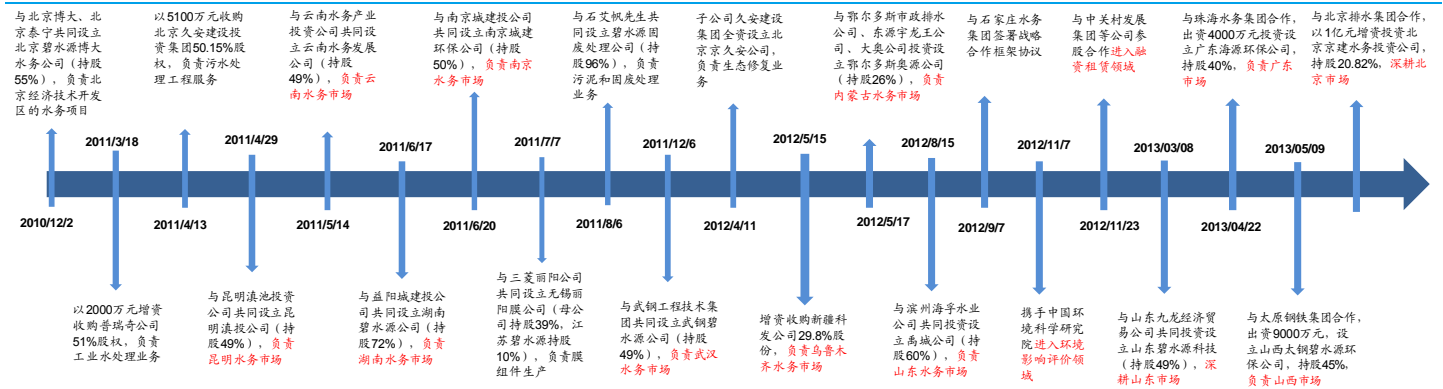 与北京博大、北
京泰宁共同设立
北京碧水源博大
水务公司（持股
55%），负责北
京经济技术开发
区的水务项目
以5100万元收购
北京久安建设投
资集团50.15%股
权，负责污水处
理工程服务
与云南水务产业
投资公司共同设
立云南水务发展
公司（持股
49%），负责云
南水务市场
与南京城建投公司
共同设立南京城建
环保公司（持股
50%），负责南京
水务市场
与石艾帆先生共
同设立碧水源固
废处理公司（持
股96%），负责
污泥和固废处理
业务
子公司久安建设
集团全资设立北
京京久安公司，
负责生态修复业
务
与鄂尔多斯市政排水
公司、东源宇龙王公
司、大奥公司投资设
立鄂尔多斯奥源公司
（持股26%），负责
内蒙古水务市场
与石家庄水务
集团签署战略
合作框架协议
与中关村发展
集团等公司参
股合作进入融
资租赁领域
与珠海水务集团合作，
出资4000万元投资设
立广东海源环保公司，
持股40%，负责广东
市场
与北京排水集团合作，
以1亿元增资投资北
京京建水务投资公司，
持股20.82%，深耕北
京市场
2011/3/18
2011/4/29
2011/6/17
2011/7/7
2011/12/6
2012/5/15
2012/8/15
2012/11/7
2013/03/08
2013/05/09
2010/12/2
2011/4/13
2011/5/14
2011/6/20
2011/8/6
2012/4/11
2012/5/17
2012/9/7
2012/11/23
2013/04/22
以2000万元增资
收购普瑞奇公司
51%股权，负责
工业水处理业务
与昆明滇池投资
公司共同设立昆
明滇投公司（持
股49%），负责
昆明水务市场
与益阳城建投公
司共同设立湖南
碧水源公司（持
股72%），负责
湖南水务市场
与三菱丽阳公司
共同设立无锡丽
阳膜公司（母公
司持股39%，江
苏碧水源持股
10%），负责膜
组件生产
与武钢工程技术集
团共同设立武钢碧
水源公司（持股
49%），负责武汉
水务市场
增资收购新疆科
发公司29.8%股
份，负责乌鲁木
齐水务市场
与滨州海孚水业
公司共同投资设
立禹城公司（持
股60%），负责
山东水务市场
携手中国环
境科学研究
院进入环境
影响评价领
域
与山东九龙经济贸
易公司共同投资设
立山东碧水源科技
（持股49%），深
耕山东市场
与太原钢铁集团合作，
出资9000万元，设
立山西太钢碧水源环
保公司，持股45%，
负责山西市场